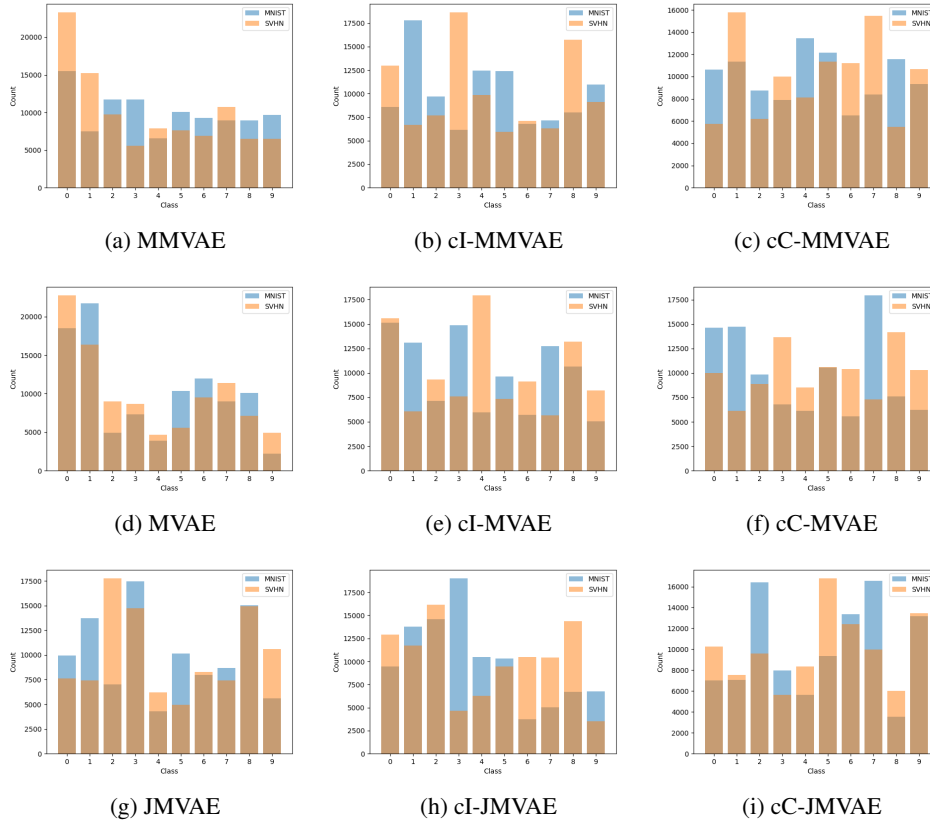 MNIST
SVHN
20000
15000
10000
5000
0
Count
0 1 2 3 4 5 6 7 8 9
Class
(a) MMVAE
MNIST
SVHN
17500
15000
12500
10000
7500
5000
2500
0
Count
0 1 2 3 4 5 6 7 8 9
Class
(b) cI-MMVAE
MNIST
SVHN
16000
14000
12000
10000
8000
6000
4000
2000
0
Count
0 1 2 3 4 5 6 7 8 9
Class
(c) cC-MMVAE
MNIST
SVHN
20000
15000
10000
5000
0
Count
0 1 2 3 4 5 6 7 8 9
Class
(d) MVAE
MNIST
SVHN
17500
15000
12500
10000
7500
5000
2500
0
Count
0 1 2 3 4 5 6 7 8 9
Class
(e) cI-MVAE
MNIST
SVHN
17500
15000
12500
10000
7500
5000
2500
0
Count
0 1 2 3 4 5 6 7 8 9
Class
(f) cC-MVAE
MNIST
SVHN
17500
15000
12500
10000
7500
5000
2500
0
Count
0 1 2 3 4 5 6 7 8 9
Class
(g) JMVAE
MNIST
SVHN
17500
15000
12500
10000
7500
5000
2500
0
Count
0 1 2 3 4 5 6 7 8 9
Class
(h) cI-JMVAE
MNIST
SVHN
16000
14000
12000
10000
8000
6000
4000
2000
0
Count
0 1 2 3 4 5 6 7 8 9
Class
(i) cC-JMVAE